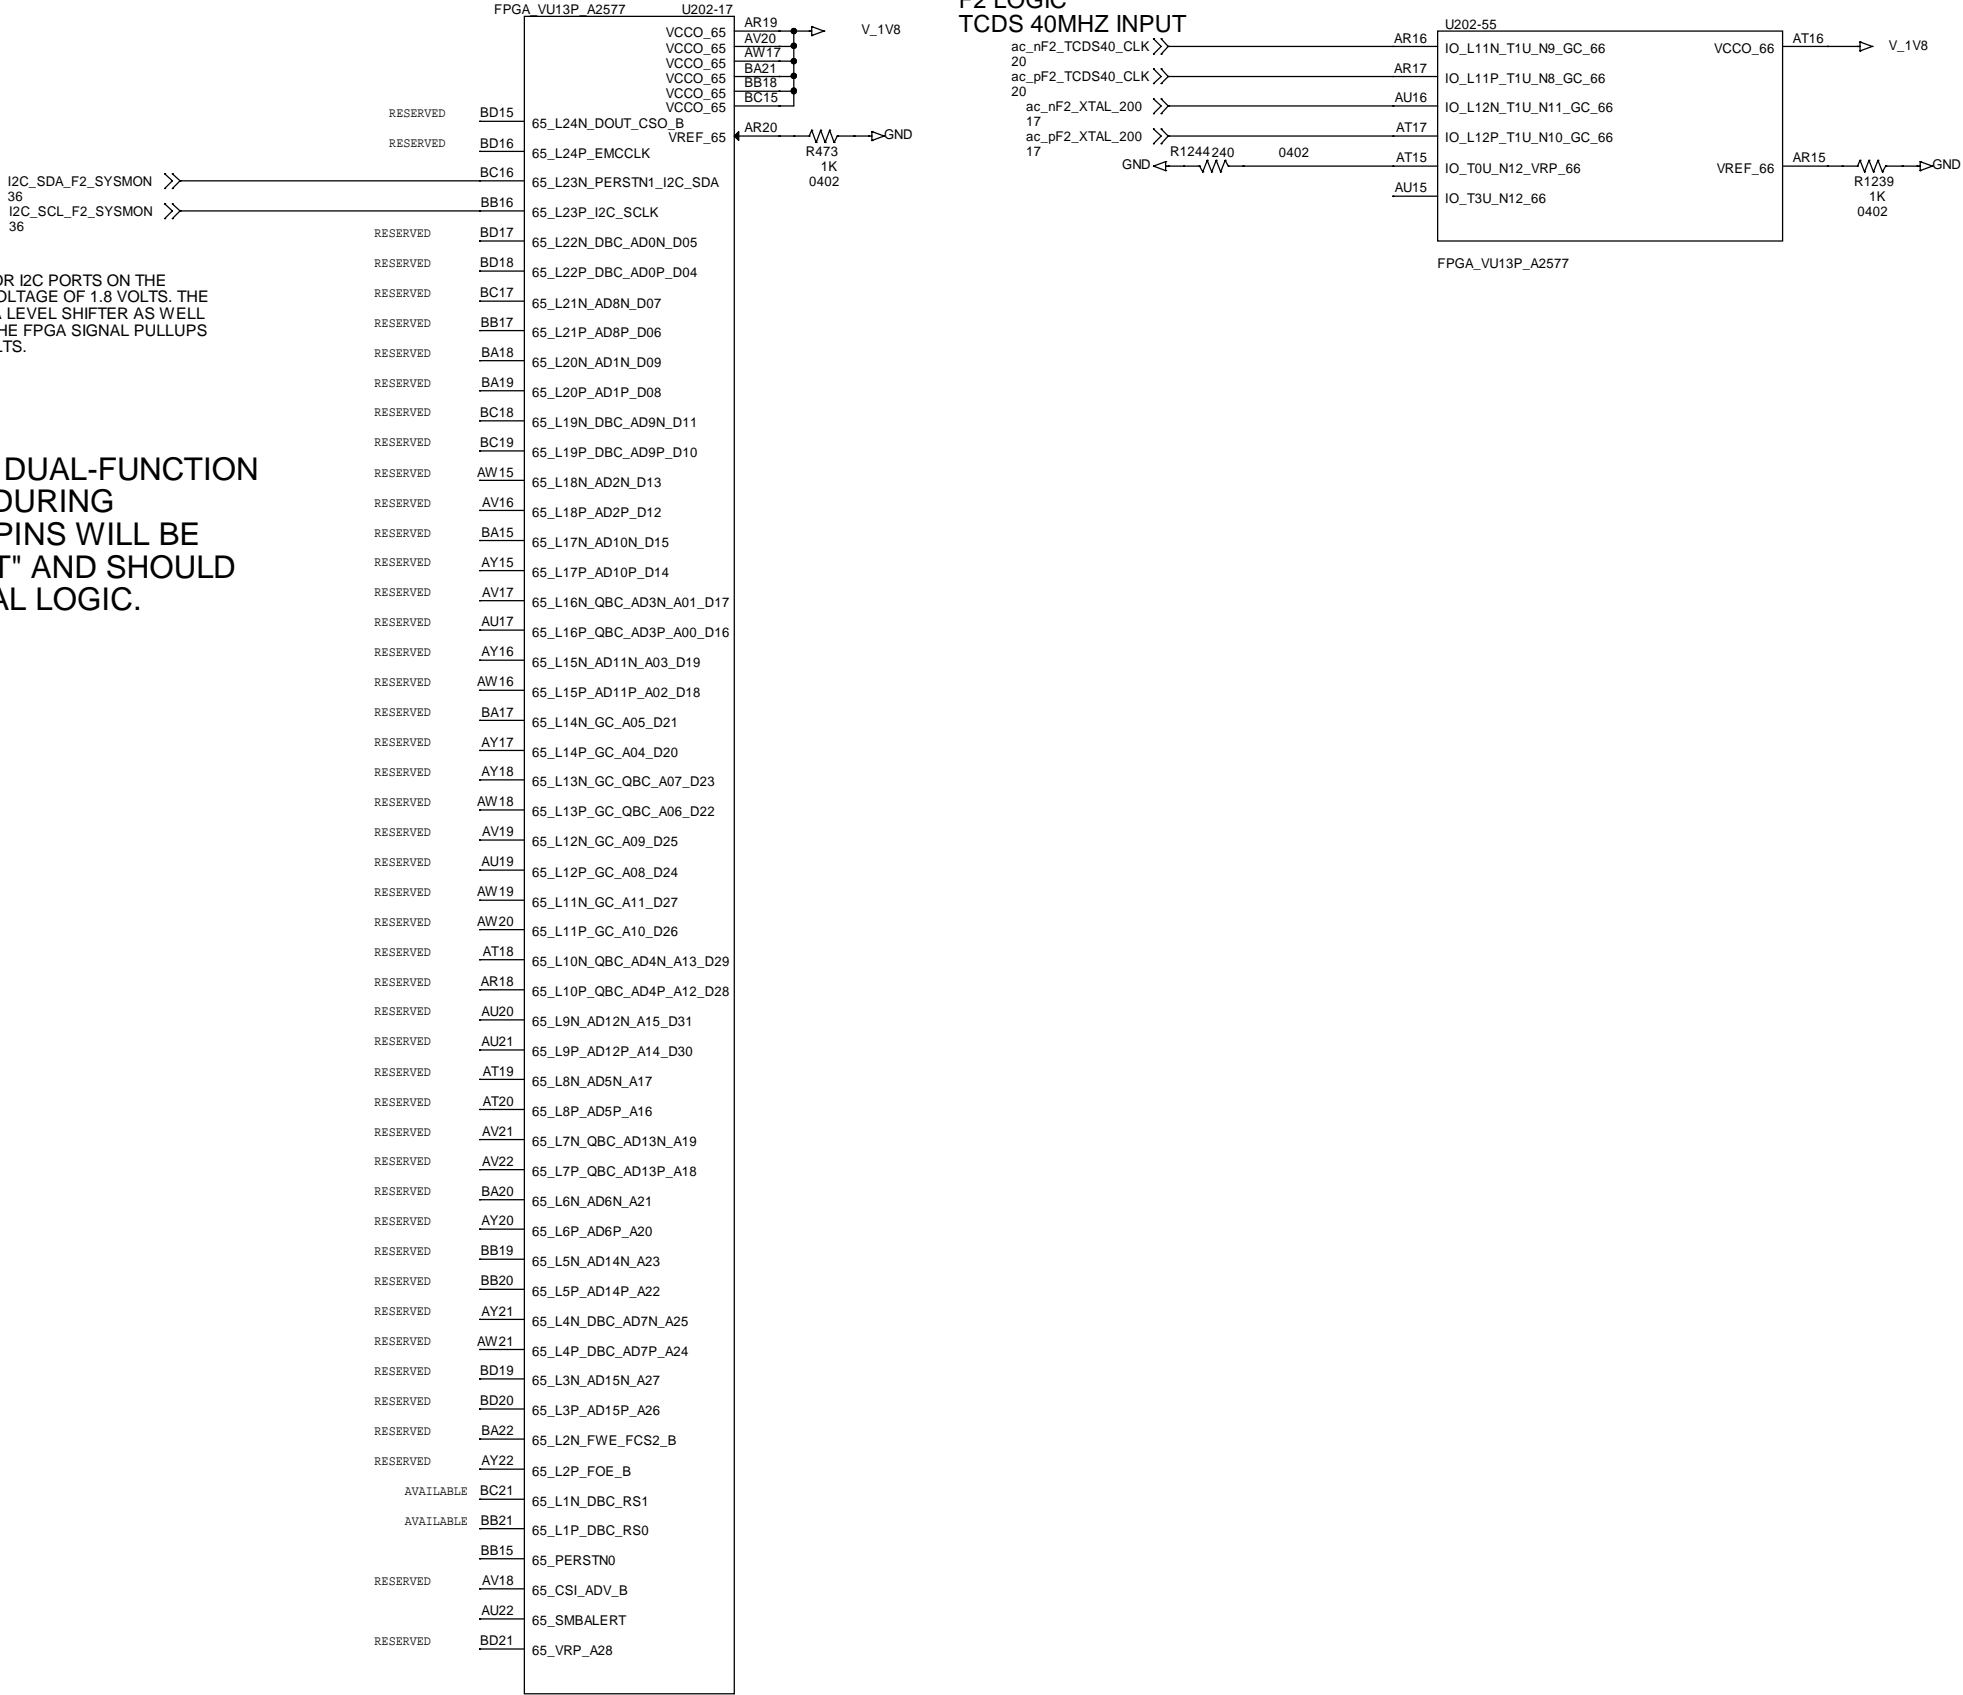 FPGA_VU13P_A2577 U202-17
VCCO_65 AR19 V_1V8
VCCO_65 AV20
VCCO_65 AW17
VCCO_65 BA21
VCCO_65 BB18
VCCO_65 BC15
RESERVED BD15 65_L24N_DOUT_CSO_B
VREF_65 AR20 GND
R473
1K
0402
RESERVED BD16 65_L24P_EMCCLK
I2C_SDA_F2_SYSMON BC16 65_L23N_PERSTN1_I2C_SDA
36
I2C_SCL_F2_SYSMON BB16 65_L23P_I2C_SCLK
36
RESERVED BD17 65_L22N_DBC_AD0N_D05
RESERVED BD18 65_L22P_DBC_AD0P_D04
RESERVED BC17 65_L21N_AD8N_D07
RESERVED BB17 65_L21P_AD8P_D06
RESERVED BA18 65_L20N_AD1N_D09
RESERVED BA19 65_L20P_AD1P_D08
RESERVED BC18 65_L19N_DBC_AD9N_D11
RESERVED BC19 65_L19P_DBC_AD9P_D10
RESERVED AW15 65_L18N_AD2N_D13
RESERVED AV16 65_L18P_AD2P_D12
RESERVED BA15 65_L17N_AD10N_D15
RESERVED AY15 65_L17P_AD10P_D14
RESERVED AV17 65_L16N_QBC_AD3N_A01_D17
RESERVED AU17 65_L16P_QBC_AD3P_A00_D16
RESERVED AY16 65_L15N_AD11N_A03_D19
RESERVED AW16 65_L15P_AD11P_A02_D18
RESERVED BA17 65_L14N_GC_A05_D21
RESERVED AY17 65_L14P_GC_A04_D20
RESERVED AY18 65_L13N_GC_QBC_A07_D23
RESERVED AW18 65_L13P_GC_QBC_A06_D22
RESERVED AV19 65_L12N_GC_A09_D25
RESERVED AU19 65_L12P_GC_A08_D24
RESERVED AW19 65_L11N_GC_A11_D27
RESERVED AW20 65_L11P_GC_A10_D26
RESERVED AT18 65_L10N_QBC_AD4N_A13_D29
RESERVED AR18 65_L10P_QBC_AD4P_A12_D28
RESERVED AU20 65_L9N_AD12N_A15_D31
RESERVED AU21 65_L9P_AD12P_A14_D30
RESERVED AT19 65_L8N_AD5N_A17
RESERVED AT20 65_L8P_AD5P_A16
RESERVED AV21 65_L7N_QBC_AD13N_A19
RESERVED AV22 65_L7P_QBC_AD13P_A18
RESERVED BA20 65_L6N_AD6N_A21
RESERVED AY20 65_L6P_AD6P_A20
RESERVED BB19 65_L5N_AD14N_A23
RESERVED BB20 65_L5P_AD14P_A22
RESERVED AY21 65_L4N_DBC_AD7N_A25
RESERVED AW21 65_L4P_DBC_AD7P_A24
RESERVED BD19 65_L3N_AD15N_A27
RESERVED BD20 65_L3P_AD15P_A26
RESERVED BA22 65_L2N_FWE_FCS2_B
RESERVED AY22 65_L2P_FOE_B
AVAILABLE BC21 65_L1N_DBC_RS1
AVAILABLE BB21 65_L1P_DBC_RS0
BB15 65_PERSTN0
RESERVED AV18 65_CSI_ADV_B
AU22 65_SMBALERT
RESERVED BD21 65_VRP_A28
OR I2C PORTS ON THE
OLTAGE OF 1.8 VOLTS. THE
A LEVEL SHIFTER AS WELL
HE FPGA SIGNAL PULLUPS
LTS.
DUAL-FUNCTION
DURING
PINS WILL BE
T" AND SHOULD
AL LOGIC.
F2 LOGIC
TCDS 40MHZ INPUT
U202-55
ac_nF2_TCDS40_CLK AR16 IO_L11N_T1U_N9_GC_66 VCCO_66 AT16 V_1V8
20
ac_pF2_TCDS40_CLK AR17 IO_L11P_T1U_N8_GC_66
20
ac_nF2_XTAL_200 AU16 IO_L12N_T1U_N11_GC_66
17
ac_pF2_XTAL_200 AT17 IO_L12P_T1U_N10_GC_66
17
GND R1244 240 0402 AT15 IO_T0U_N12_VRP_66 VREF_66 AR15 GND
R1239
1K
0402
AU15 IO_T3U_N12_66
FPGA_VU13P_A2577